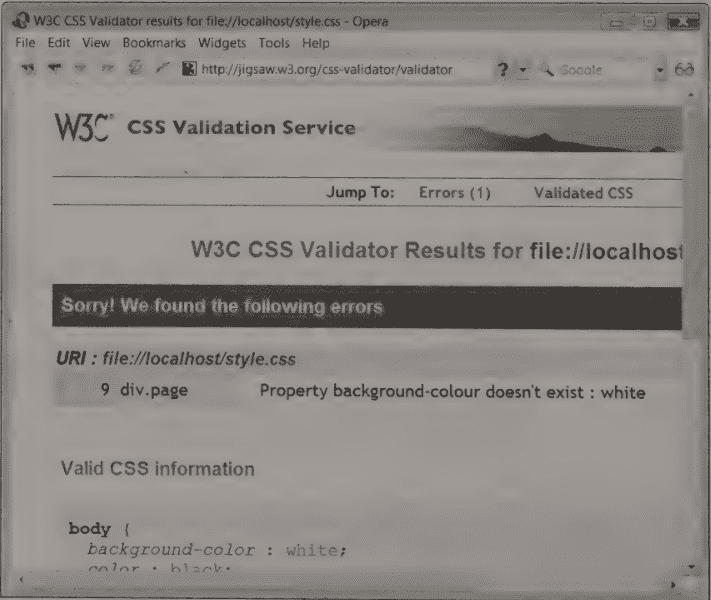 W3C CSS Validator results for file://localhost/style.css - Opera
File Edit View Bookmarks Widgets Tools Help
http://jigsaw.w3.org/css-validator/validator ? Google
W3C® CSS Validation Service
Jump To: Errors (1) Validated CSS
W3C CSS Validator Results for file://localhost
Sorry! We found the following errors
URI : file://localhost/style.css
9 div.page Property background-colour doesn't exist : white
Valid CSS information
body {
background-color : white;
color : black;